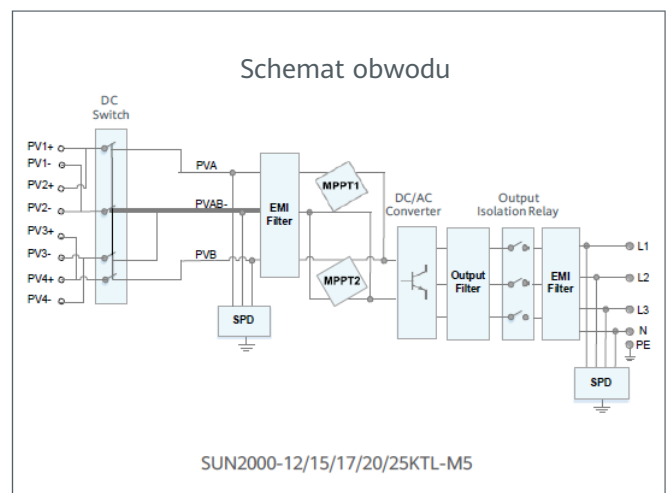 Schemat obwodu
DC
Switch
PV1+
PV1-
PV2+
PV2-
PV3+
PV3-
PV4+
PV4-
PVA
PVAB-
PVB
EMI
Filter
SPD
MPPT1
MPPT2
DC/AC
Converter
Output
Filter
Output
Isolation Relay
EMI
Filter
L1
L2
L3
N
PE
SPD
SUN2000-12/15/17/20/25KTL-M5